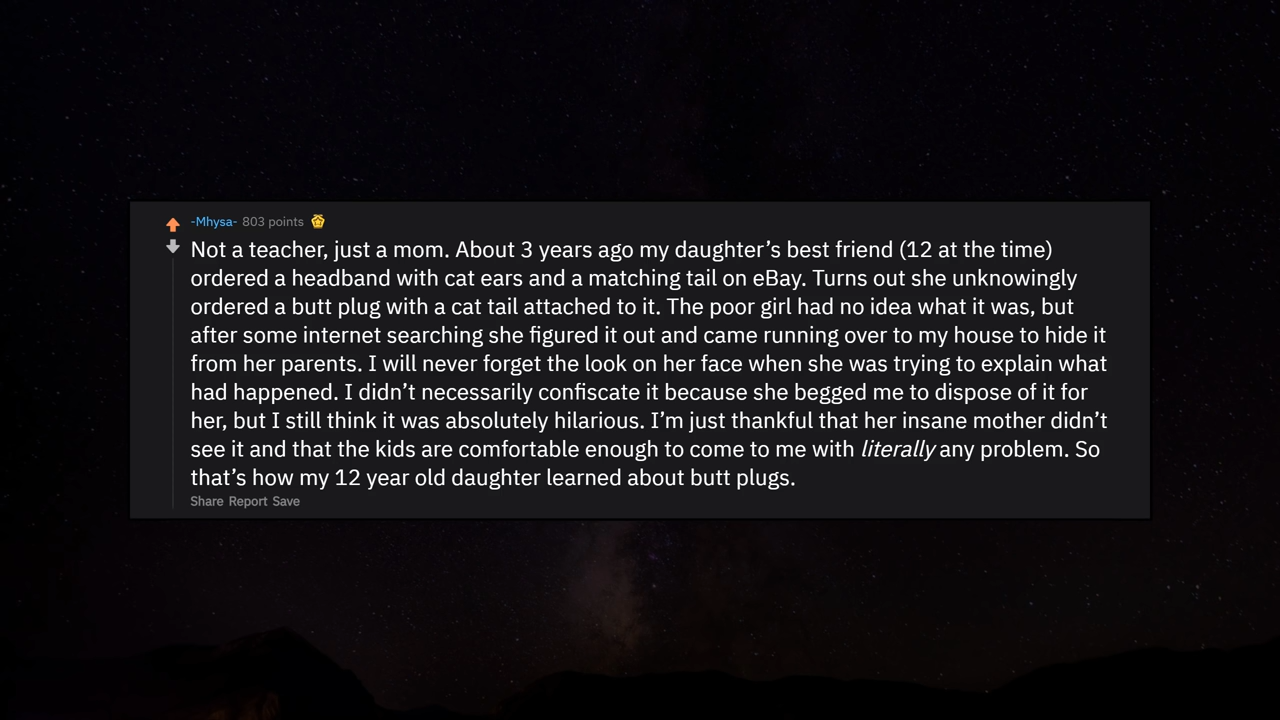 -Mhysa- 803 points
Not a teacher, just a mom. About 3 years ago my daughter’s best friend (12 at the time)
ordered a headband with cat ears and a matching tail on eBay. Turns out she unknowingly
ordered a butt plug with a cat tail attached to it. The poor girl had no idea what it was, but
after some internet searching she figured it out and came running over to my house to hide it
from her parents. I will never forget the look on her face when she was trying to explain what
had happened. I didn’t necessarily confiscate it because she begged me to dispose of it for
her, but I still think it was absolutely hilarious. I’m just thankful that her insane mother didn’t
see it and that the kids are comfortable enough to come to me with literally any problem. So
that’s how my 12 year old daughter learned about butt plugs.
Share Report Save